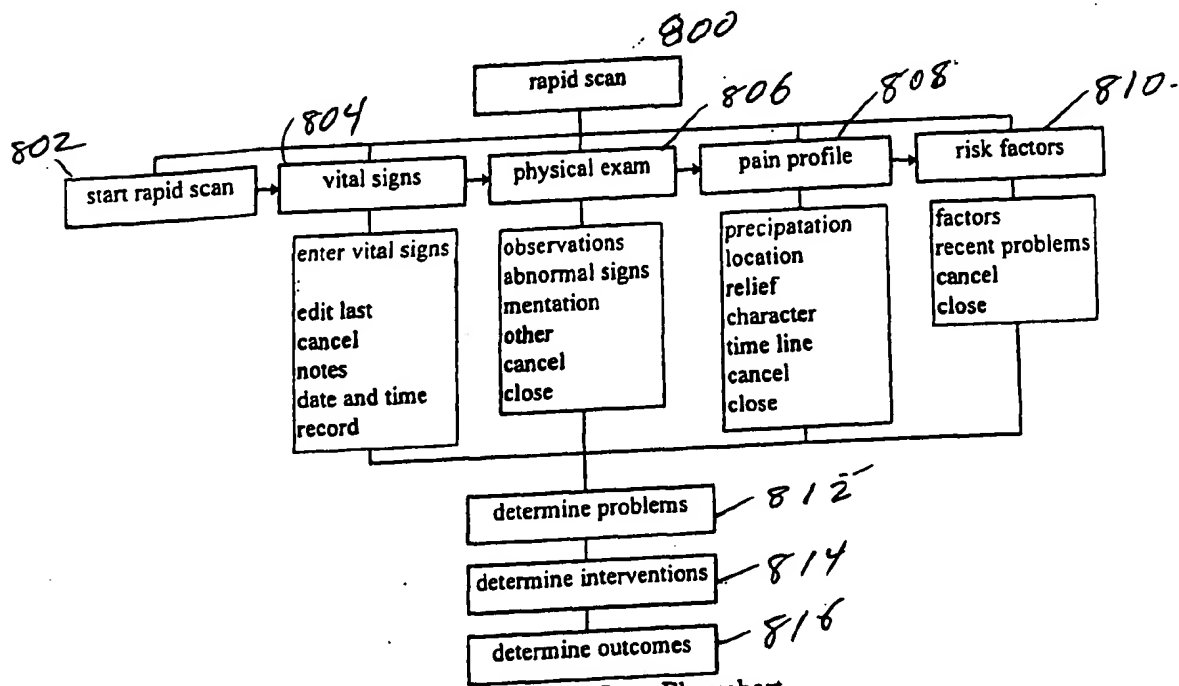 800
rapid scan
802
804
806
808
810
start rapid scan
vital signs
physical exam
pain profile
risk factors
enter vital signs
edit last
cancel
notes
date and time
record
observations
abnormal signs
mentation
other
cancel
close
precipatation
location
relief
character
time line
cancel
close
factors
recent problems
cancel
close
determine problems
812
determine interventions
814
determine outcomes
816